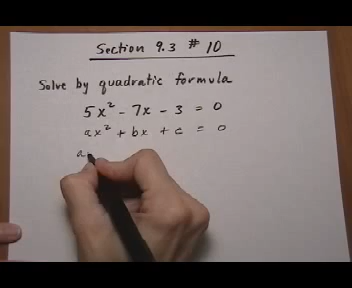 Section 9.3 # 10
Solve by quadratic formula
5x² - 7x - 3 = 0
ax² + bx + c = 0
a